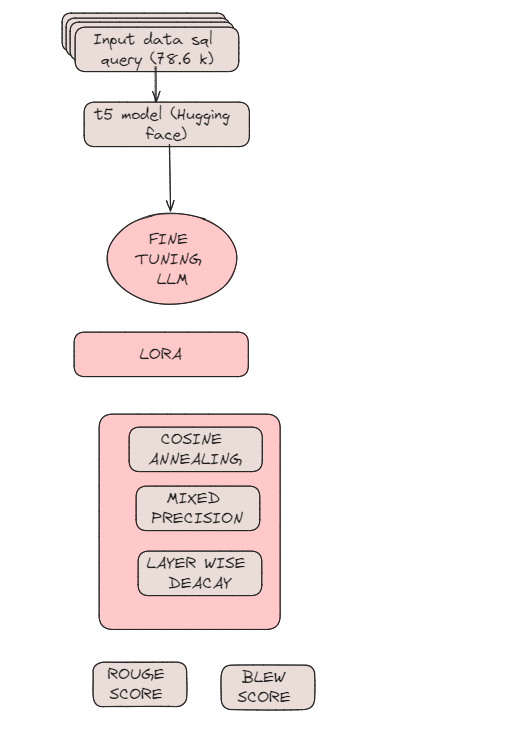 Input data sql
query (78.6 k)
t5 model (Hugging
face)
FINE
TUNING
LLM
LORA
COSINE
ANNEALING
MIXED
PRECISION
LAYER WISE
DEACAY
ROUGE
SCORE
BLEW
SCORE